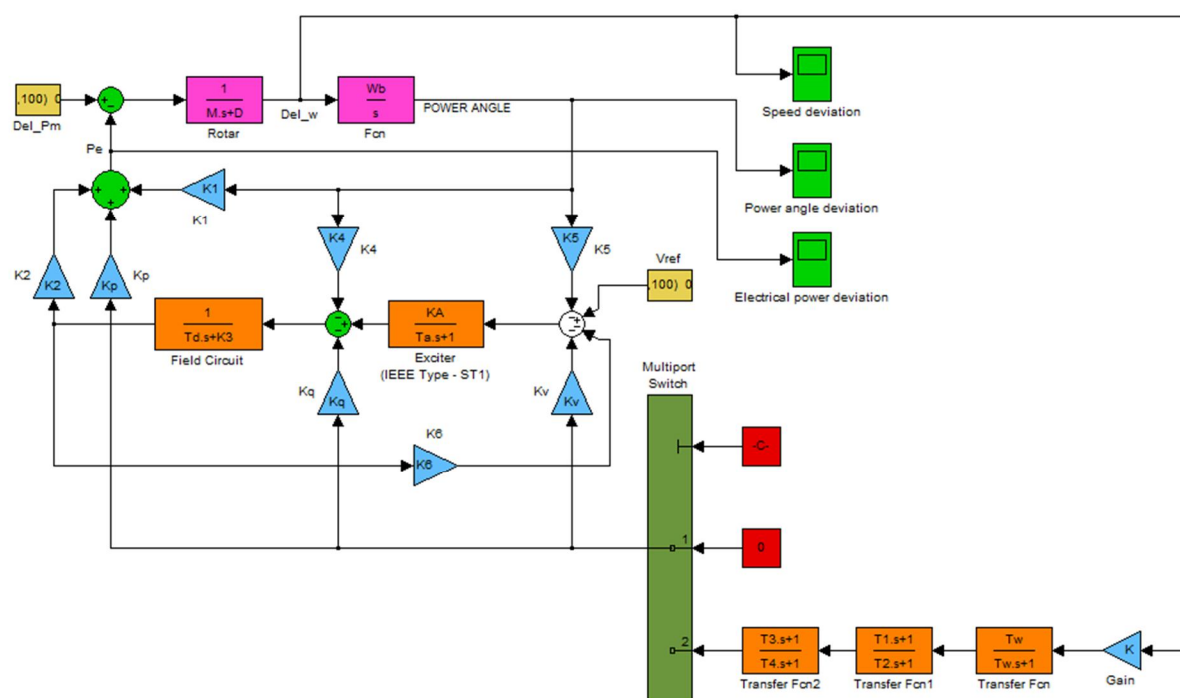 Speed deviation
,100) 0
Del_Pm
+
-
1
M.s+D
Rotar
Del_w
Wb
s
Fcn
POWER ANGLE
Pe
Power angle deviation
+
+
+
K1
K1
K4
K4
K5
K5
Vref
,100) 0
Electrical power deviation
K2
K2
Kp
Kp
1
Td.s+K3
Field Circuit
-
+
-
KA
Ta.s+1
Exciter
(IEEE Type - ST1)
Kq
Kq
Kv
Kv
Multiport
Switch
K6
K6
-C-
1
0
2
T3.s+1
T4.s+1
Transfer Fcn2
T1.s+1
T2.s+1
Transfer Fcn1
Tw
Tw.s+1
Transfer Fcn
K
Gain